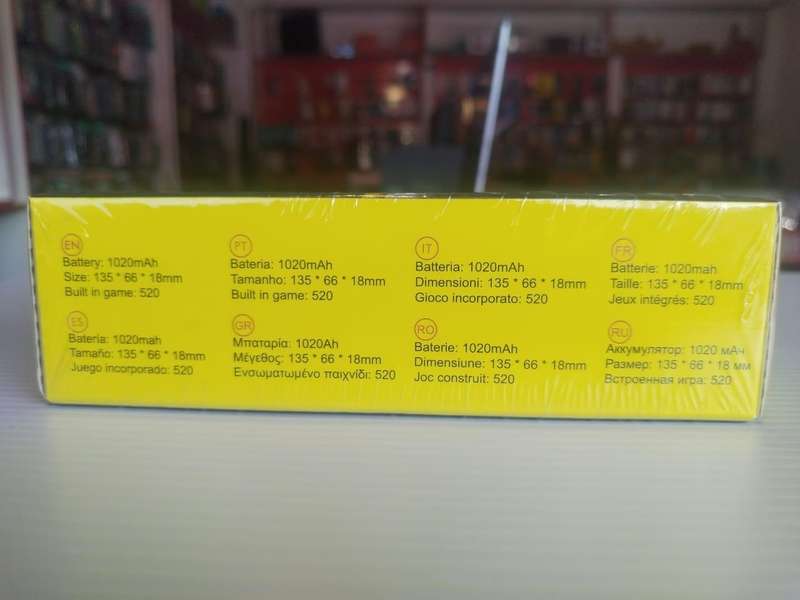 EN
Battery: 1020mAh
Size: 135 * 66 * 18mm
Built in game: 520
PT
Bateria: 1020mAh
Tamanho: 135 * 66 * 18mm
Built in game: 520
IT
Batteria: 1020mAh
Dimensioni: 135 * 66 * 18mm
Gioco incorporato: 520
FR
Batterie: 1020mah
Taille: 135 * 66 * 18mm
Jeux intégrés: 520
ES
Bateria: 1020mah
Tamaño: 135 * 66 * 18mm
Juego incorporado: 520
GR
Μπαταρία: 1020Ah
Μέγεθος: 135 * 66 * 18mm
Ενσωματωμένο παιχνίδι: 520
RO
Baterie: 1020mAh
Dimensiune: 135 * 66 * 18mm
Joc construit: 520
RU
Аккумулятор: 1020 мАч
Размер: 135 * 66 * 18 мм
Встроенная игра: 520